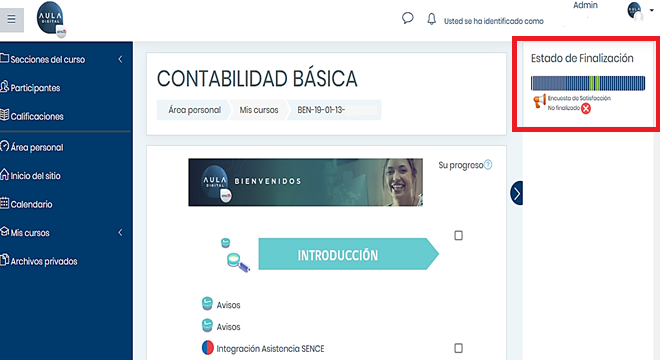 AULA
DIGITAL
Admin
Usted se ha identificado como
Secciones del curso
Participantes
Calificaciones
Área personal
Inicio del sitio
Calendario
Mis cursos
Archivos privados
CONTABILIDAD BÁSICA
Área personal
Mis cursos
BEN-19-01-13-
AULA
DIGITAL
BIENVENIDOS
Su progreso
INTRODUCCIÓN
Avisos
Avisos
Integración Asistencia SENCE
Estado de Finalización
Encuesta de Satisfacción
No finalizado